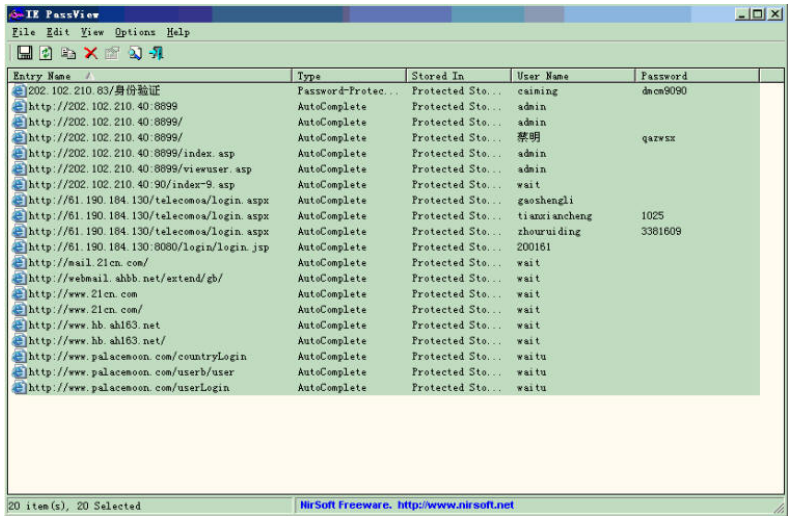 IE PassView
File Edit View Options Help
Entry Name Type Stored In User Name Password
202.102.210.83/身份验证 Password-Protec... Protected Sto... caiming dmcm9090
http://202.102.210.40:8899 AutoComplete Protected Sto... admin
http://202.102.210.40:8899/ AutoComplete Protected Sto... admin
http://202.102.210.40:8899/ AutoComplete Protected Sto... 蔡明 qazwsx
http://202.102.210.40:8899/index.asp AutoComplete Protected Sto... admin
http://202.102.210.40:8899/viewuser.asp AutoComplete Protected Sto... admin
http://202.102.210.40:90/index-9.asp AutoComplete Protected Sto... wait
http://61.190.184.130/telecomoa/login.aspx AutoComplete Protected Sto... gaoshengli
http://61.190.184.130/telecomoa/login.aspx AutoComplete Protected Sto... tianxiancheng 1025
http://61.190.184.130/telecomoa/login.aspx AutoComplete Protected Sto... zhouruiding 3381609
http://61.190.184.130:8080/login/login.jsp AutoComplete Protected Sto... 200161
http://mail.21cn.com/ AutoComplete Protected Sto... wait
http://webmail.ahbb.net/extend/gb/ AutoComplete Protected Sto... wait
http://www.21cn.com AutoComplete Protected Sto... wait
http://www.21cn.com/ AutoComplete Protected Sto... wait
http://www.hb.ah163.net AutoComplete Protected Sto... wait
http://www.hb.ah163.net/ AutoComplete Protected Sto... wait
http://www.palacemoon.com/countryLogin AutoComplete Protected Sto... waitu
http://www.palacemoon.com/userb/user AutoComplete Protected Sto... waitu
http://www.palacemoon.com/userLogin AutoComplete Protected Sto... waitu
20 item(s), 20 Selected NirSoft Freeware. http://www.nirsoft.net